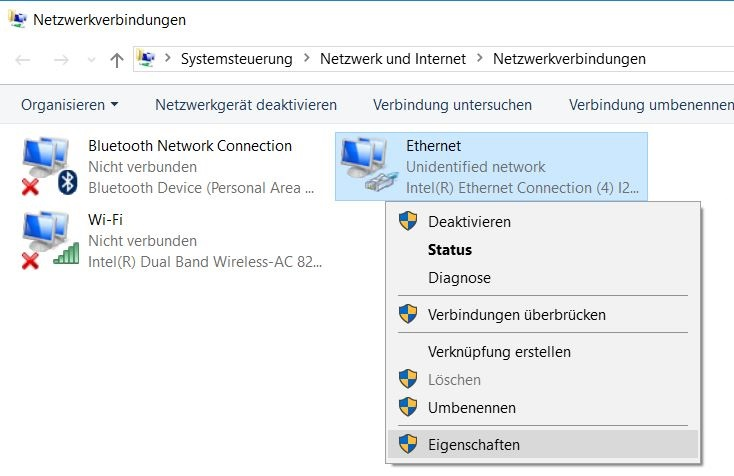 Netzwerkverbindungen
Systemsteuerung > Netzwerk und Internet > Netzwerkverbindungen
Organisieren Netzwerkgerät deaktivieren Verbindung untersuchen Verbindung umbenennen
Bluetooth Network Connection
Nicht verbunden
Bluetooth Device (Personal Area ...
Ethernet
Unidentified network
Intel(R) Ethernet Connection (4) I2...
Wi-Fi
Nicht verbunden
Intel(R) Dual Band Wireless-AC 82...
Deaktivieren
Status
Diagnose
Verbindungen überbrücken
Verknüpfung erstellen
Löschen
Umbenennen
Eigenschaften